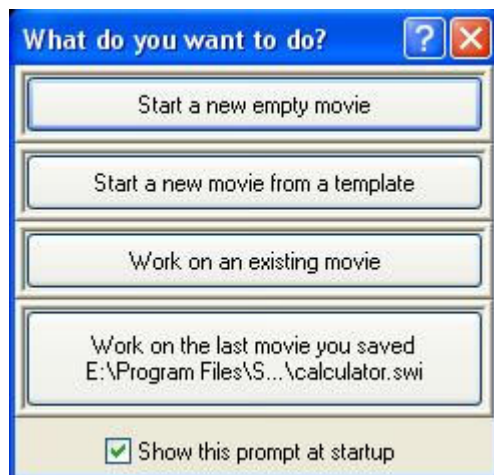 What do you want to do?
Start a new empty movie
Start a new movie from a template
Work on an existing movie
Work on the last movie you saved
E:\Program Files\S...\calculator.swi
Show this prompt at startup